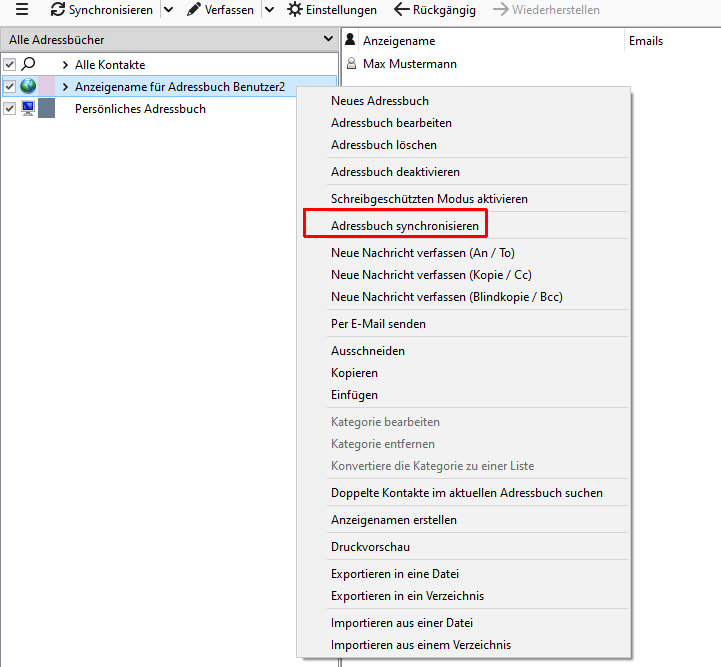 Synchronisieren Verfassen Einstellungen Rückgängig Wiederherstellen
Alle Adressbücher
Alle Kontakte
Anzeigename für Adressbuch Benutzer2
Persönliches Adressbuch
Anzeigename Emails
Max Mustermann
Neues Adressbuch
Adressbuch bearbeiten
Adressbuch löschen
Adressbuch deaktivieren
Schreibgeschützten Modus aktivieren
Adressbuch synchronisieren
Neue Nachricht verfassen (An / To)
Neue Nachricht verfassen (Kopie / Cc)
Neue Nachricht verfassen (Blindkopie / Bcc)
Per E-Mail senden
Ausschneiden
Kopieren
Einfügen
Kategorie bearbeiten
Kategorie entfernen
Konvertiere die Kategorie zu einer Liste
Doppelte Kontakte im aktuellen Adressbuch suchen
Anzeigenamen erstellen
Druckvorschau
Exportieren in eine Datei
Exportieren in ein Verzeichnis
Importieren aus einer Datei
Importieren aus einem Verzeichnis